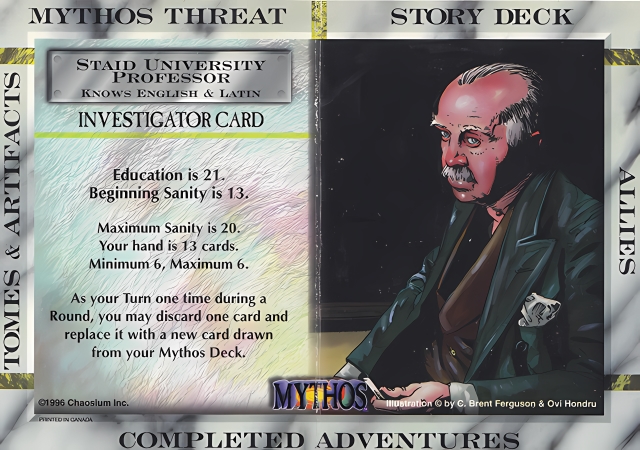 MYTHOS THREAT
STORY DECK
TOMES & ARTIFACTS
STAID UNIVERSITY
PROFESSOR
KNOWS ENGLISH & LATIN
INVESTIGATOR CARD
Education is 21.
Beginning Sanity is 13.
Maximum Sanity is 20.
Your hand is 13 cards.
Minimum 6, Maximum 6.
As your Turn one time during a
Round, you may discard one card and
replace it with a new card drawn
from your Mythos Deck.
©1996 Chaosium Inc.
PRINTED IN CANADA
MYTHOS
Illustration © by C. Brent Ferguson & Ovi Hondru
ALLIES
COMPLETED ADVENTURES